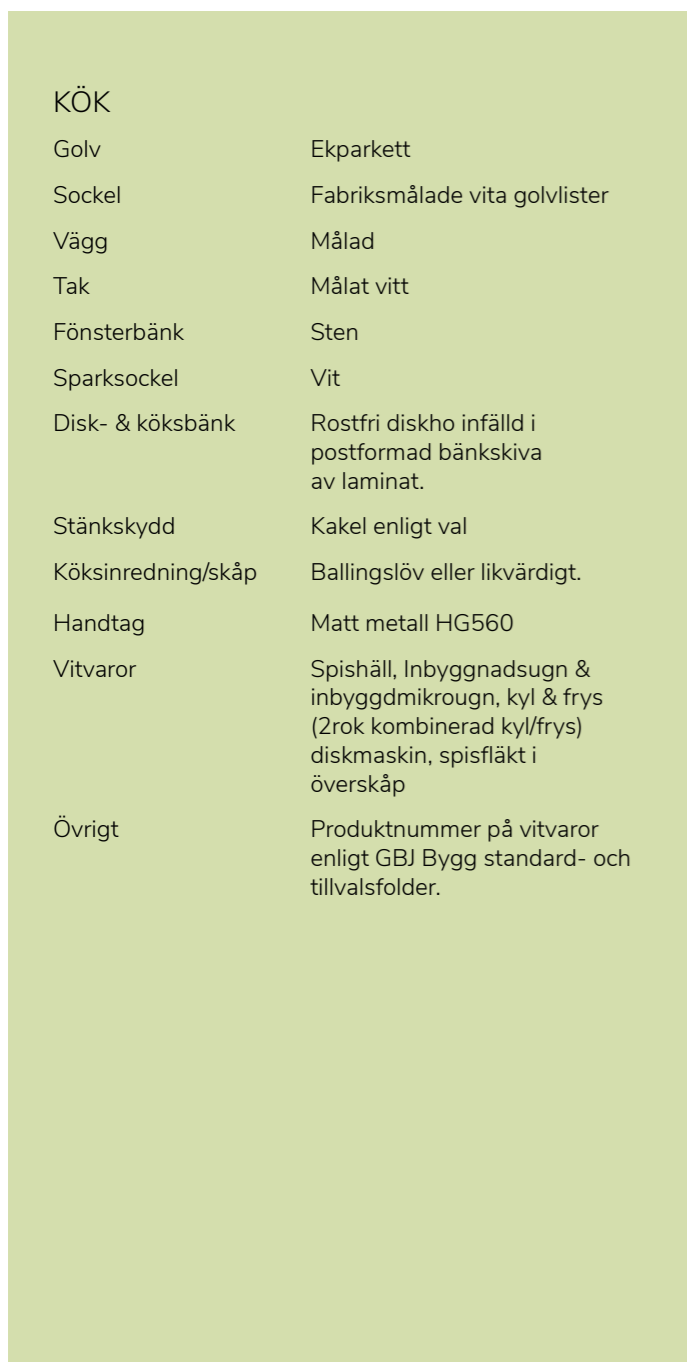 KÖK
Golv Ekparkett
Sockel Fabriksmålade vita golvlister
Vägg Målad
Tak Målat vitt
Fönsterbänk Sten
Sparksockel Vit
Disk- & köksbänk Rostfri diskho infälld i
postformad bänkskiva
av laminat.
Stänkskydd Kakel enligt val
Köksinredning/skåp Ballingslöv eller likvärdigt.
Handtag Matt metall HG560
Vitvaror Spishäll, Inbyggnadsugn &
inbyggdmikrougn, kyl & frys
(2rok kombinerad kyl/frys)
diskmaskin, spisfläkt i
överskåp
Övrigt Produktnummer på vitvaror
enligt GBJ Bygg standard- och
tillvalsfolder.